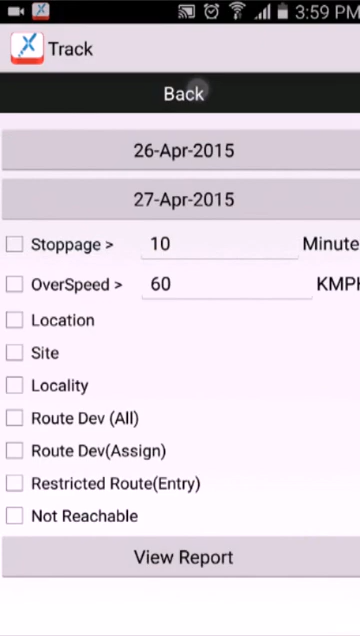 3:59 PM
Track
Back
26-Apr-2015
27-Apr-2015
Stoppage > 10 Minute
OverSpeed > 60 KMPH
Location
Site
Locality
Route Dev (All)
Route Dev(Assign)
Restricted Route(Entry)
Not Reachable
View Report